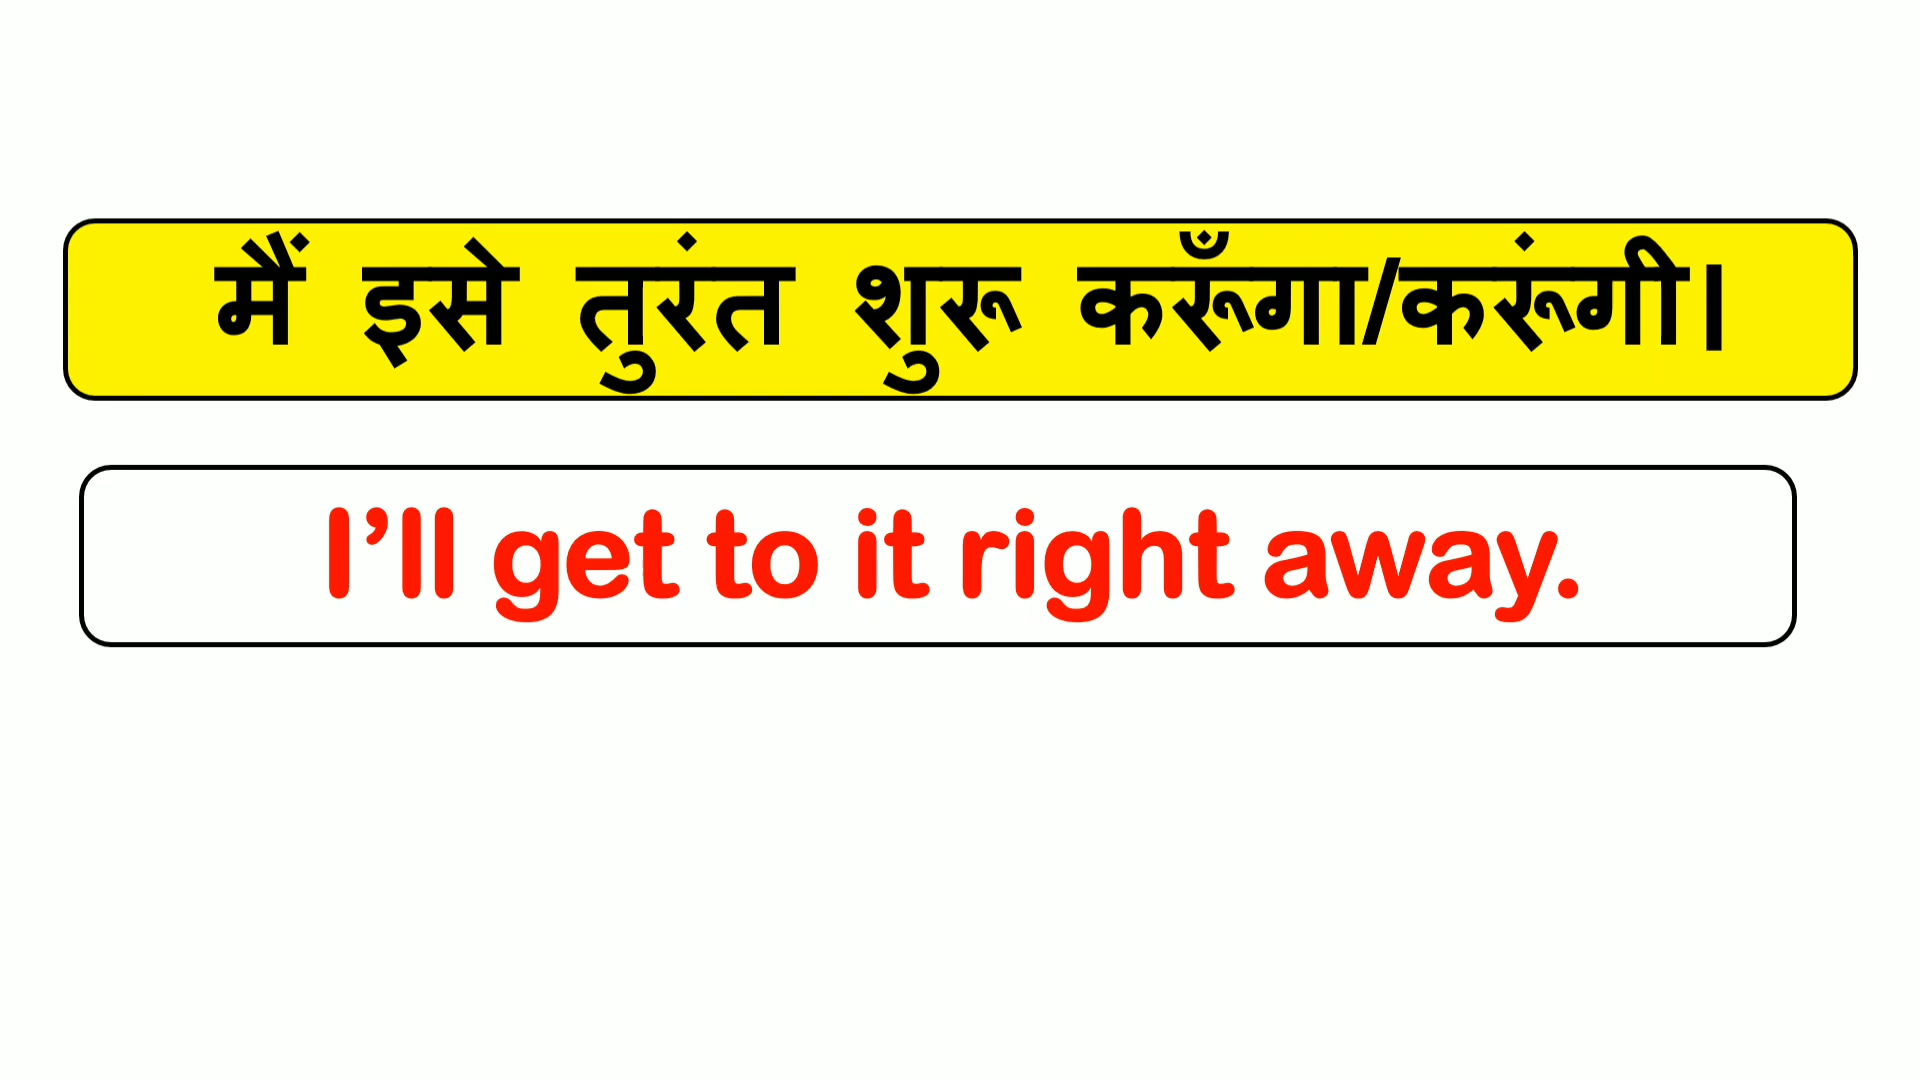 मैं इसे तुरंत शुरू करूँगा/करूंगी।
I’ll get to it right away.